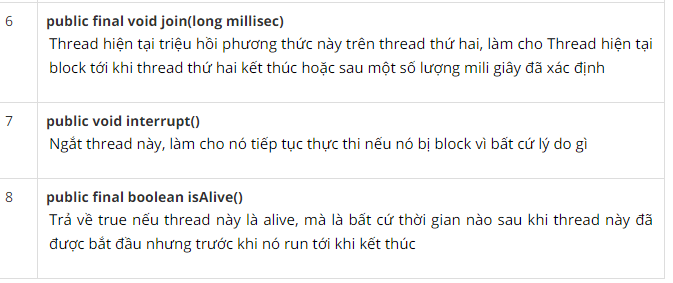 6 public final void join(long millisec)
Thread hiện tại triệu hồi phương thức này trên thread thứ hai, làm cho Thread hiện tại
block tới khi thread thứ hai kết thúc hoặc sau một số lượng mili giây đã xác định
7 public void interrupt()
Ngắt thread này, làm cho nó tiếp tục thực thi nếu nó bị block vì bất cứ lý do gì
8 public final boolean isAlive()
Trả về true nếu thread này là alive, mà là bất cứ thời gian nào sau khi thread này đã
được bắt đầu nhưng trước khi nó run tới khi kết thúc